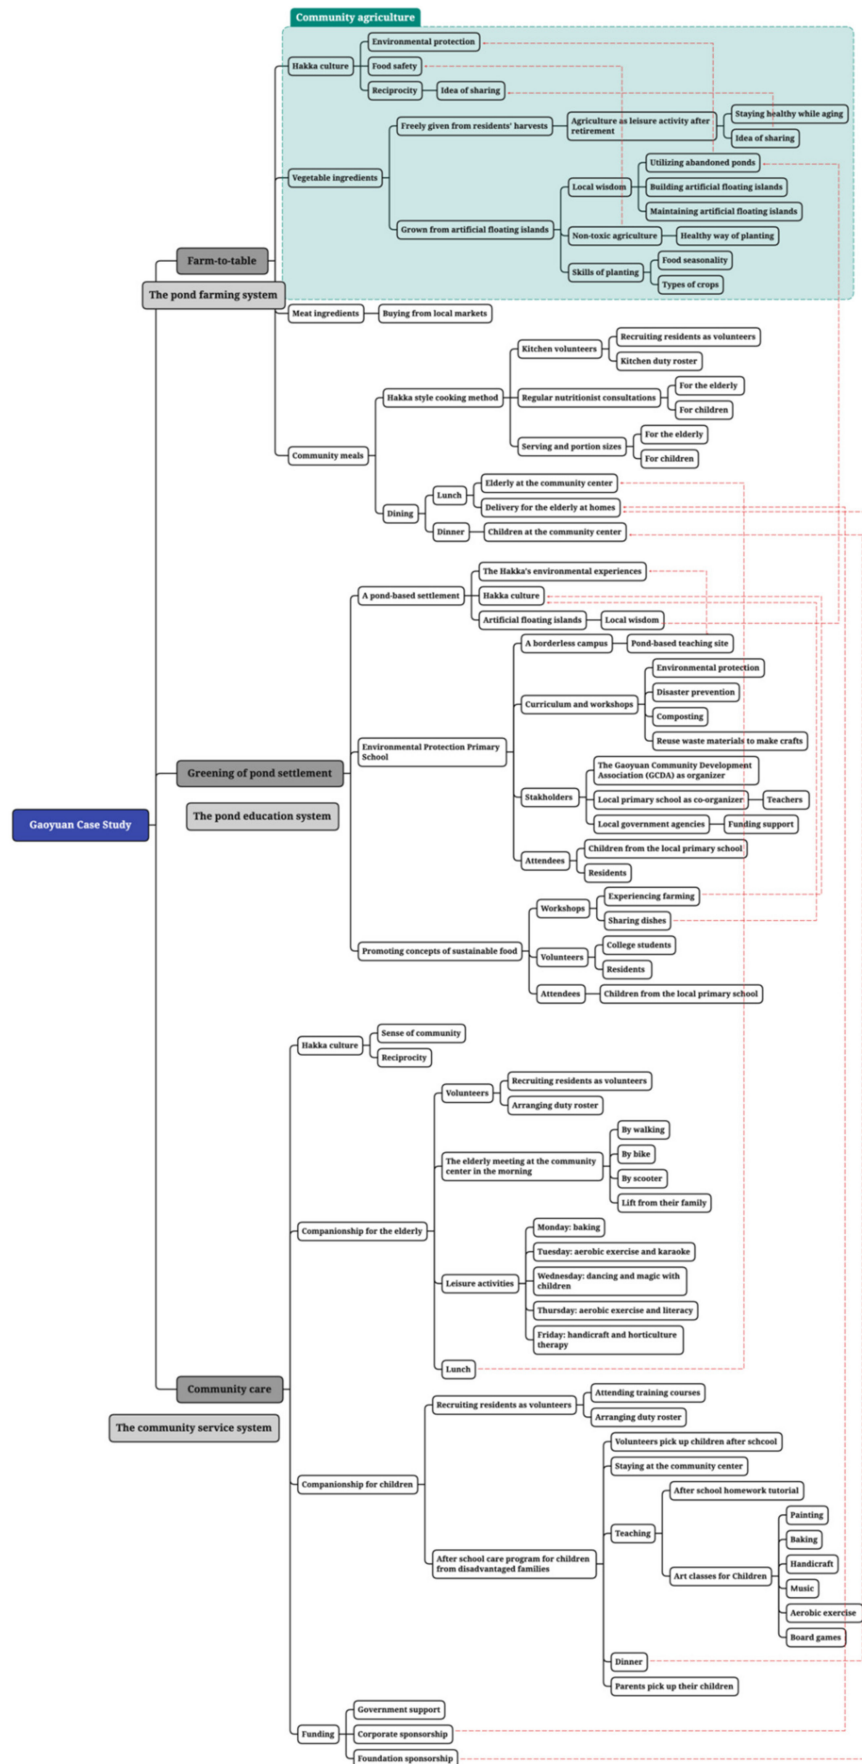 Community agriculture
Hakka culture
Environmental protection
Food safety
Reciprocity
Idea of sharing
Vegetable ingredients
Freely given from residents' harvests
Agriculture as leisure activity after
retirement
Staying healthy while aging
Idea of sharing
Grown from artificial floating islands
Local wisdom
Utilizing abandoned ponds
Building artificial floating islands
Maintaining artificial floating islands
Non-toxic agriculture
Healthy way of planting
Skills of planting
Food seasonality
Types of crops
Farm-to-table
The pond farming system
Meat ingredients
Buying from local markets
Community meals
Hakka style cooking method
Kitchen volunteers
Recruiting residents as volunteers
Kitchen duty roster
Regular nutritionist consultations
For the elderly
For children
Serving and portion sizes
For the elderly
For children
Dining
Lunch
Elderly at the community center
Delivery for the elderly at homes
Dinner
Children at the community center
Gaoyuan Case Study
Greening of pond settlement
The pond education system
A pond-based settlement
The Hakka's environmental experiences
Hakka culture
Artificial floating islands
Local wisdom
Environmental Protection Primary
School
A borderless campus
Pond-based teaching site
Curriculum and workshops
Environmental protection
Disaster prevention
Composting
Reuse waste materials to make crafts
Stakholders
The Gaoyuan Community Development
Association (GCDA) as organizer
Local primary school as co-organizer
Teachers
Local government agencies
Funding support
Attendees
Children from the local primary school
Residents
Promoting concepts of sustainable food
Workshops
Experiencing farming
Sharing dishes
Volunteers
College students
Residents
Attendees
Children from the local primary school
Community care
The community service system
Hakka culture
Sense of community
Reciprocity
Companionship for the elderly
Volunteers
Recruiting residents as volunteers
Arranging duty roster
The elderly meeting at the community
center in the morning
By walking
By bike
By scooter
Lift from their family
Leisure activities
Monday: baking
Tuesday: aerobic exercise and karaoke
Wednesday: dancing and magic with
children
Thursday: aerobic exercise and literacy
Friday: handicraft and horticulture
therapy
Lunch
Companionship for children
Recruiting residents as volunteers
Attending training courses
Arranging duty roster
After school care program for children
from disadvantaged families
Volunteers pick up children after schcool
Staying at the community center
Teaching
After school homework tutorial
Art classes for Children
Painting
Baking
Handicraft
Music
Aerobic exercise
Board games
Dinner
Parents pick up their children
Funding
Government support
Corporate sponsorship
Foundation sponsorship